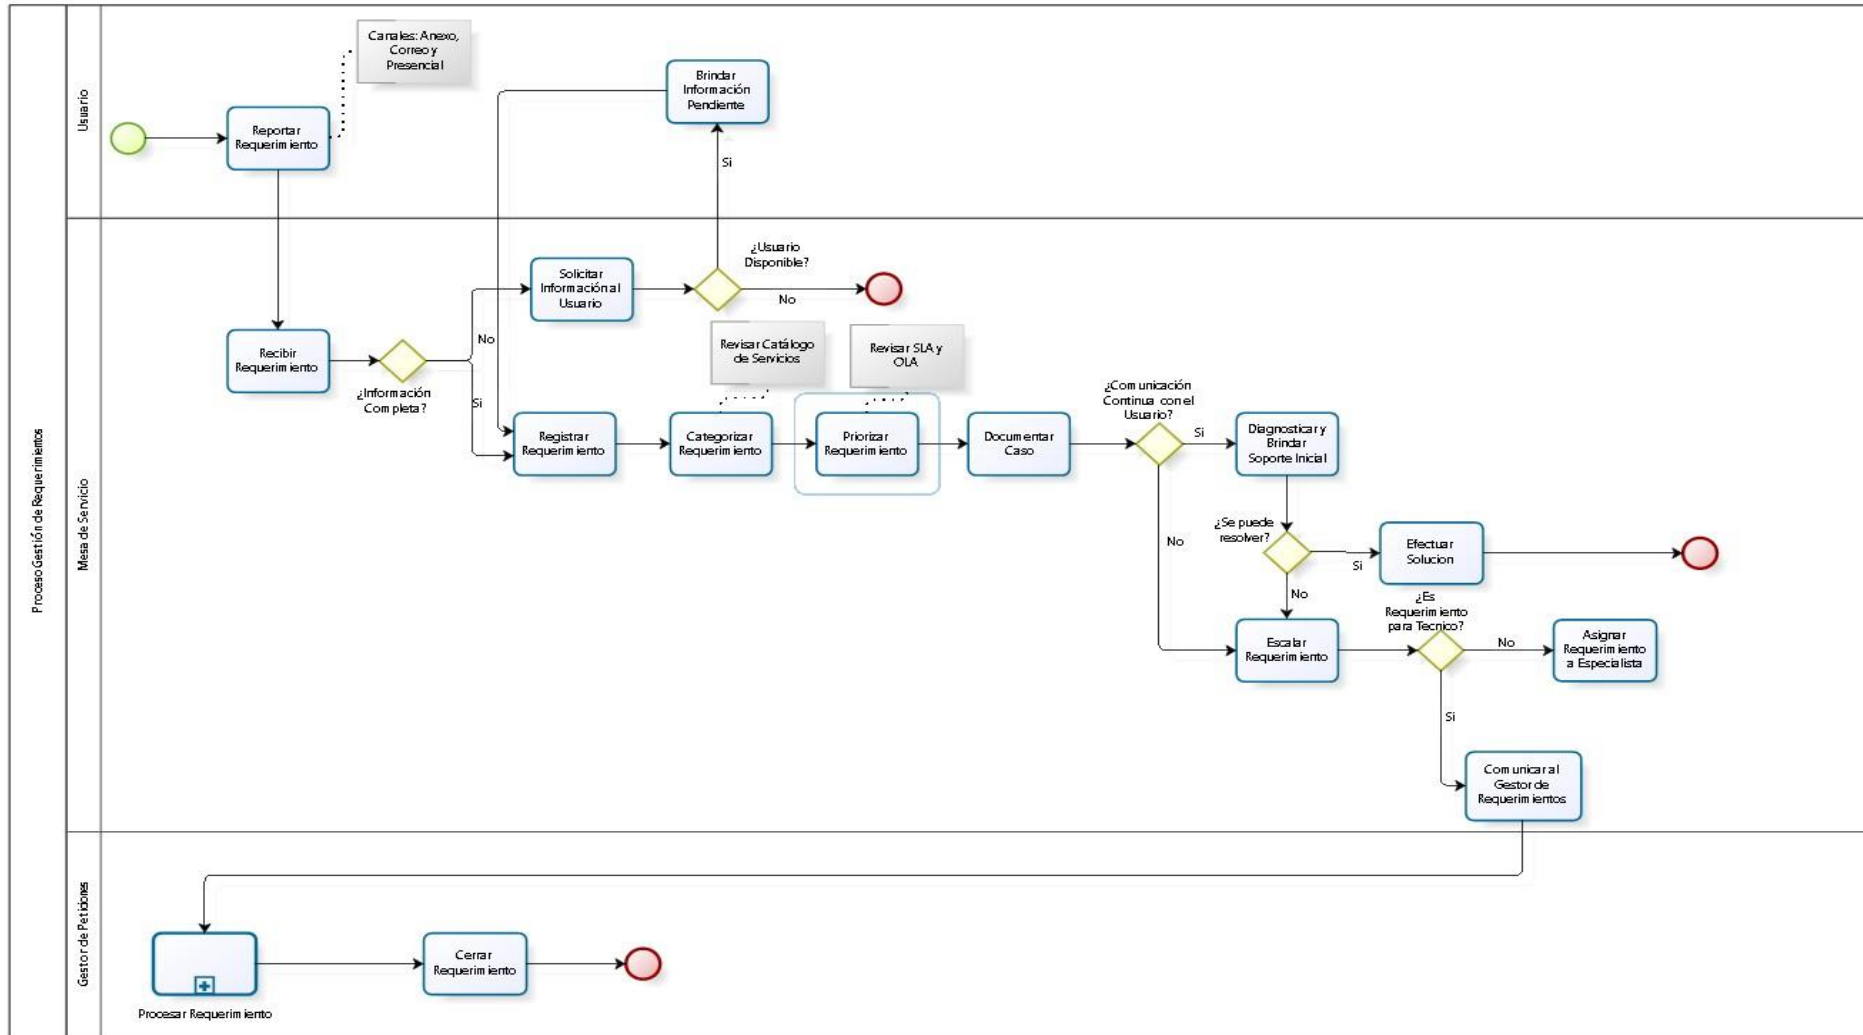 Proceso Gestión de Requerimientos
Usuario
Canales: Anexo,
Correo y
Presencial
Reportar
Requerimiento
Brindar
Información
Pendiente
Si
Mesa de Servicio
¿Usuario
Disponible?
Solicitar
Información al
Usuario
No
No
Recibir
Requerimiento
¿Información
Completa?
Si
Revisar Catálogo
de Servicios
Revisar SLA y
OLA
Registrar
Requerimiento
Categorizar
Requerimiento
Priorizar
Requerimiento
Documentar
Caso
¿Comunicación
Continua con el
Usuario?
Si
Diagnosticar y
Brindar
Soporte Inicial
No
¿Se puede
resolver?
Si
Efectuar
Solucion
No
¿Es
Requerimiento
para Tecnico?
Escalar
Requerimiento
No
Asignar
Requerimiento
a Especialista
Si
Comunicar al
Gestor de
Requerimientos
Gestor de Peticiones
Procesar Requerimiento
Cerrar
Requerimiento